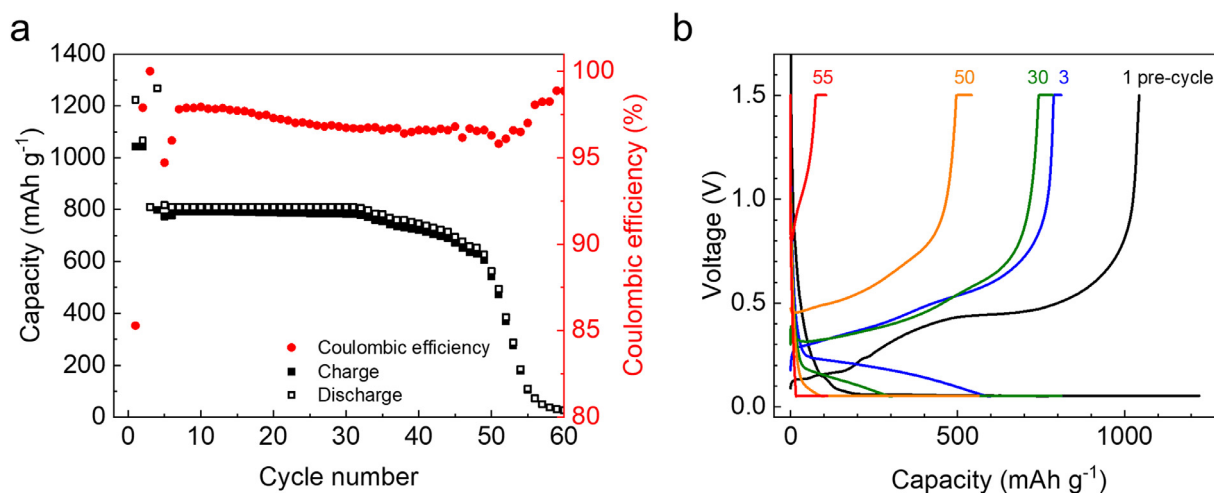 a
1400
1200
1000
800
600
400
200
0
Capacity (mAh g⁻¹)
0 10 20 30 40 50 60
Cycle number
100
95
90
85
80
Coulombic efficiency (%)
Coulombic efficiency
Charge
Discharge
b
55 50 30 3 1 pre-cycle
1.5
1.0
0.5
0.0
Voltage (V)
0 500 1000
Capacity (mAh g⁻¹)